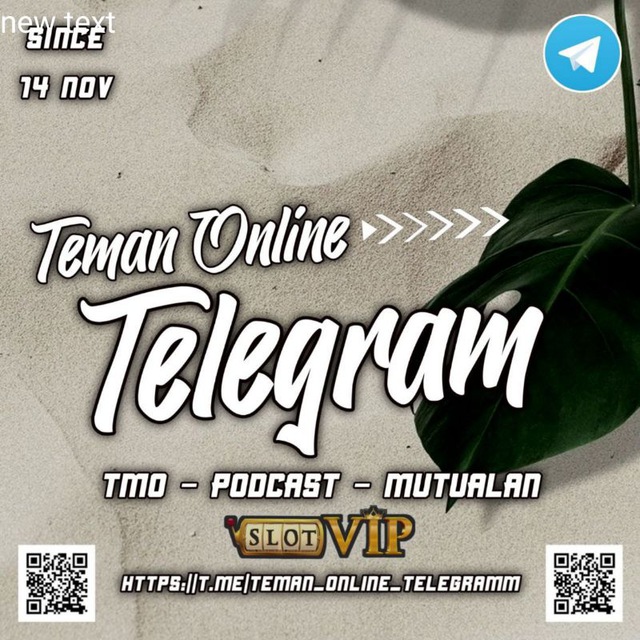 new text
SINCE
14 NOV
Teman Online
Telegram
TMO - PODCAST - MUTUALAN
SLOT VIP
HTTPS://T.ME/TEMAN_ONLINE_TELEGRAMM